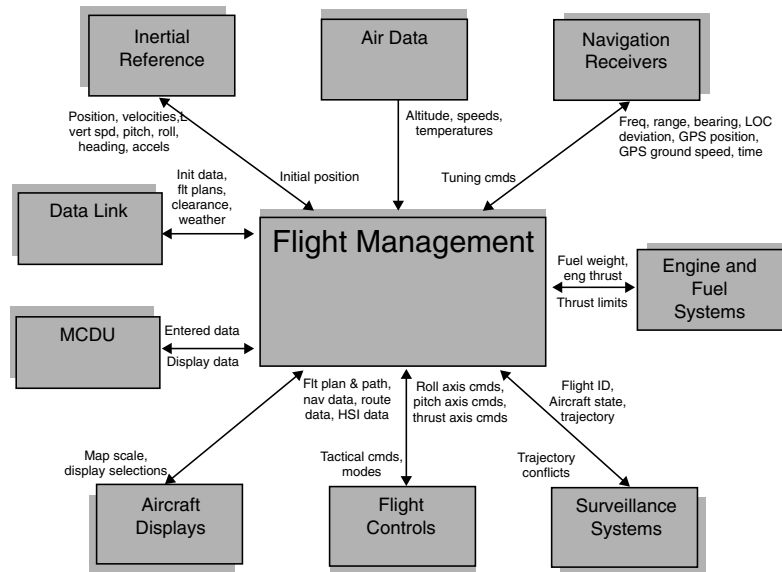 Inertial
Reference
Air Data
Navigation
Receivers
Position, velocities,
vert spd, pitch, roll,
heading, accels
Altitude, speeds,
temperatures
Freq, range, bearing, LOC
deviation, GPS position,
GPS ground speed, time
Initial position
Tuning cmds
Data Link
Init data,
flt plans,
clearance,
weather
Flight Management
Fuel weight,
eng thrust
Thrust limits
Engine and
Fuel
Systems
MCDU
Entered data
Display data
Flt plan & path,
nav data, route
data, HSI data
Roll axis cmds,
pitch axis cmds,
thrust axis cmds
Flight ID,
Aircraft state,
trajectory
Map scale,
display selections
Tactical cmds,
modes
Trajectory
conflicts
Aircraft
Displays
Flight
Controls
Surveillance
Systems